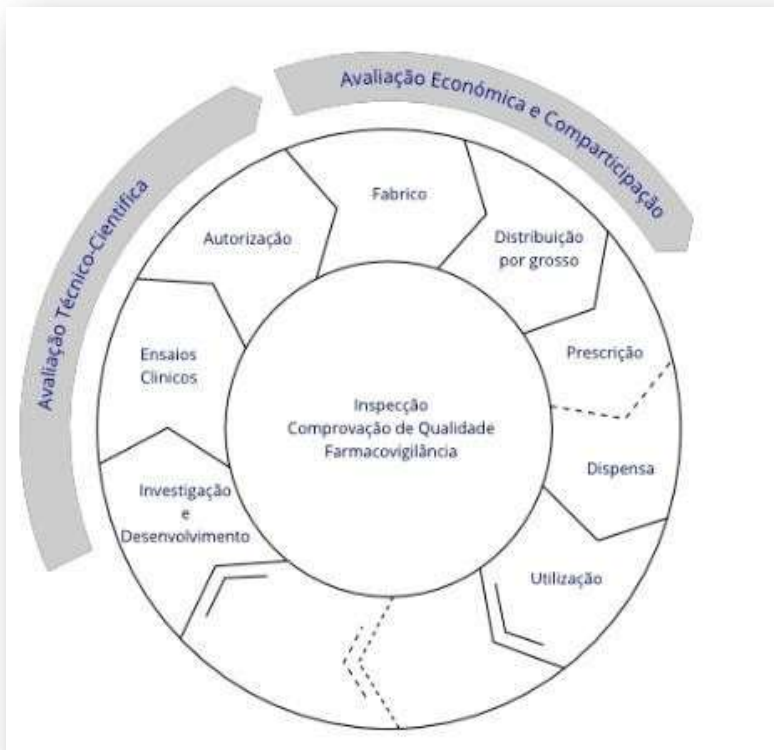 Avaliação Técnico-Científica
Avaliação Económica e Comparticipação
Investigação
e
Desenvolvimento
Ensaios
Clinicos
Autorização
Fabrico
Distribuição
por grosso
Prescrição
Dispensa
Utilização
Inspecção
Comprovação de Qualidade
Farmacovigilância